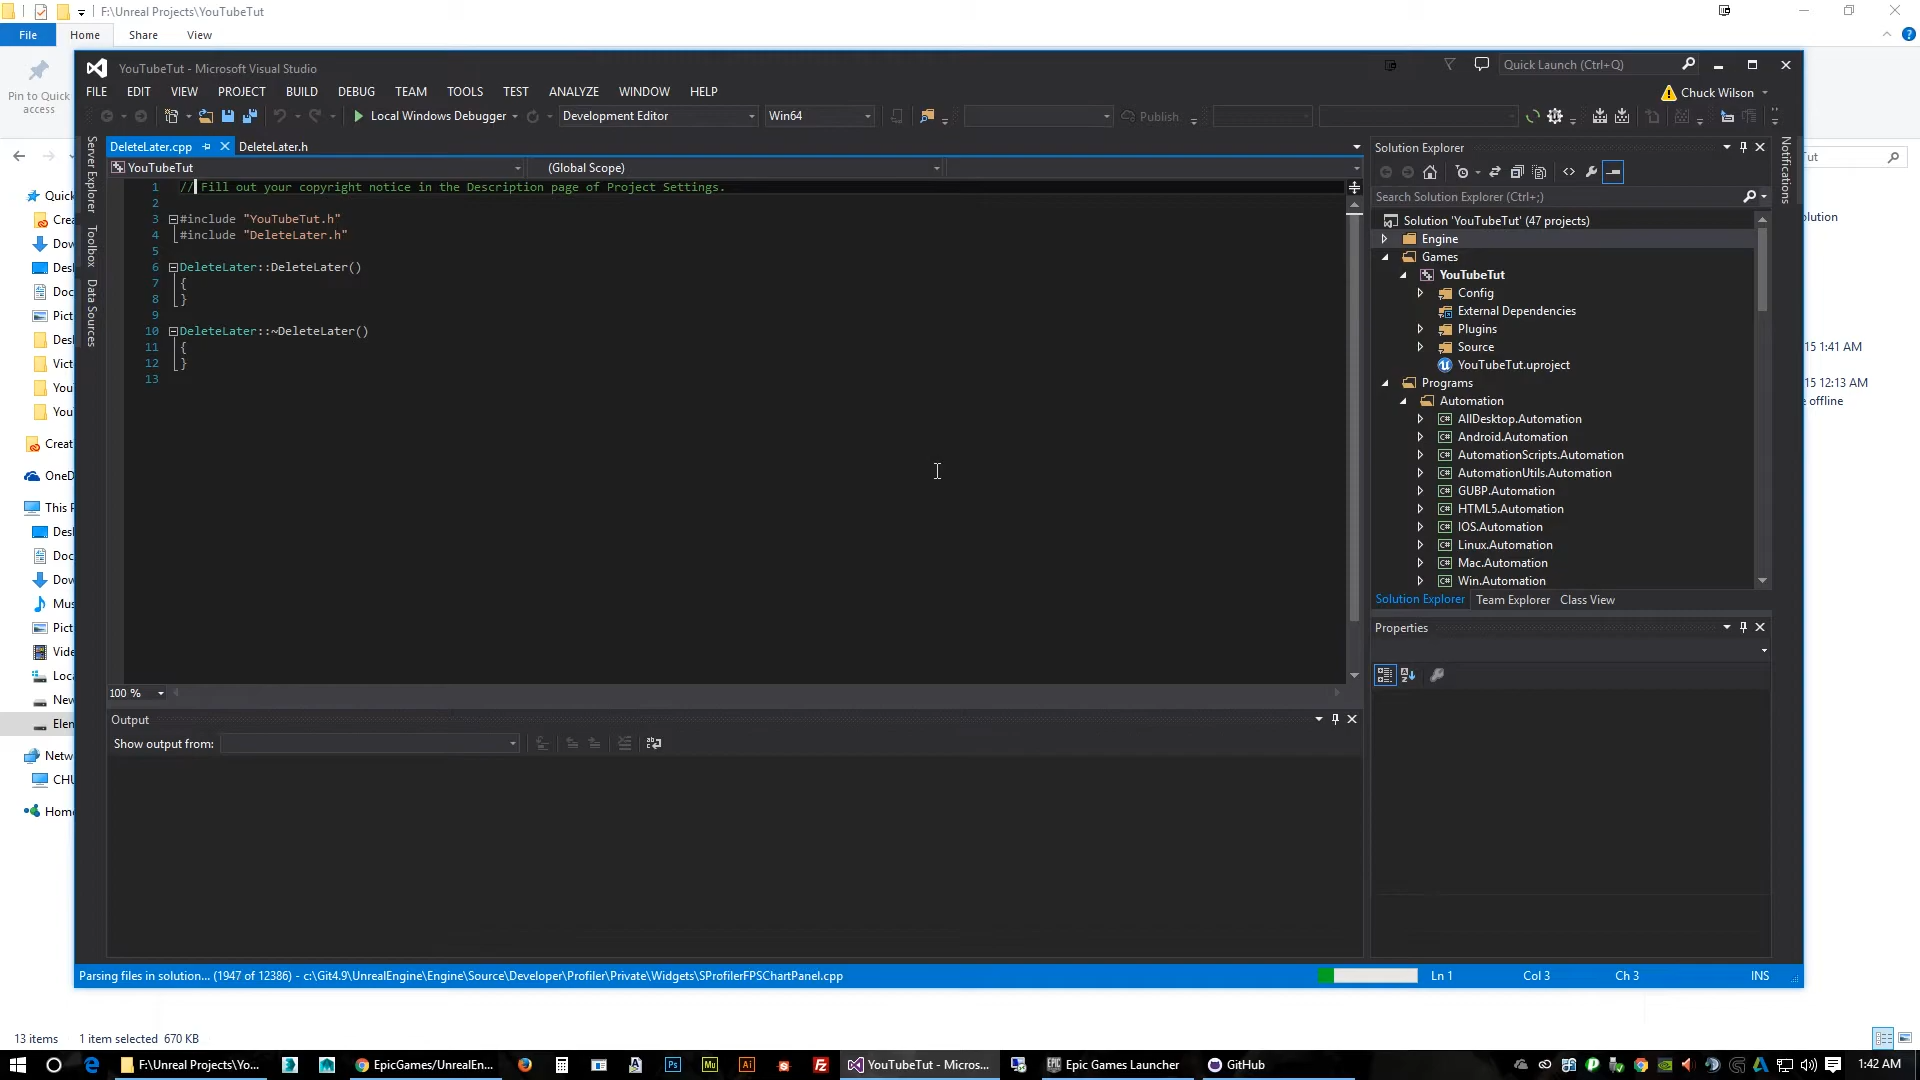 F:\Unreal Projects\YouTubeTut
File Home Share View
Pin to Quick access
YouTubeTut - Microsoft Visual Studio
Quick Launch (Ctrl+Q)
FILE EDIT VIEW PROJECT BUILD DEBUG TEAM TOOLS TEST ANALYZE WINDOW HELP
Chuck Wilson
Local Windows Debugger Development Editor Win64 Publish
Server Explorer
Toolbox
Data Sources
DeleteLater.cpp DeleteLater.h
YouTubeTut (Global Scope)
1 // Fill out your copyright notice in the Description page of Project Settings.
2
3 #include "YouTubeTut.h"
4 #include "DeleteLater.h"
5
6 DeleteLater::DeleteLater()
7 {
8 }
9
10 DeleteLater::~DeleteLater()
11 {
12 }
13
100 %
Output
Show output from:
Solution Explorer
Search Solution Explorer (Ctrl+;)
Solution 'YouTubeTut' (47 projects)
Engine
Games
YouTubeTut
Config
External Dependencies
Plugins
Source
YouTubeTut.uproject
Programs
Automation
AllDesktop.Automation
Android.Automation
AutomationScripts.Automation
AutomationUtils.Automation
GUBP.Automation
HTML5.Automation
IOS.Automation
Linux.Automation
Mac.Automation
Win.Automation
Solution Explorer Team Explorer Class View
Properties
Notifications
Tut
olution
15 1:41 AM
15 12:13 AM
e offline
Quick
Crea
Dow
Desk
Doc
Pict
Desk
Vict
You
You
Creat
OneD
This P
Desk
Doc
Dow
Mus
Pict
Vide
Loca
New
Elem
Netw
CHU
Home
Parsing files in solution... (1947 of 12386) - c:\Git4.9\UnrealEngine\Engine\Source\Developer\Profiler\Private\Widgets\SProfilerFPSChartPanel.cpp
Ln 1 Col 3 Ch 3 INS
13 items 1 item selected 670 KB
F:\Unreal Projects\Yo... EpicGames/UnrealEn... Ps Mu Ai Fz YouTubeTut - Micros... Epic Games Launcher GitHub 1:42 AM